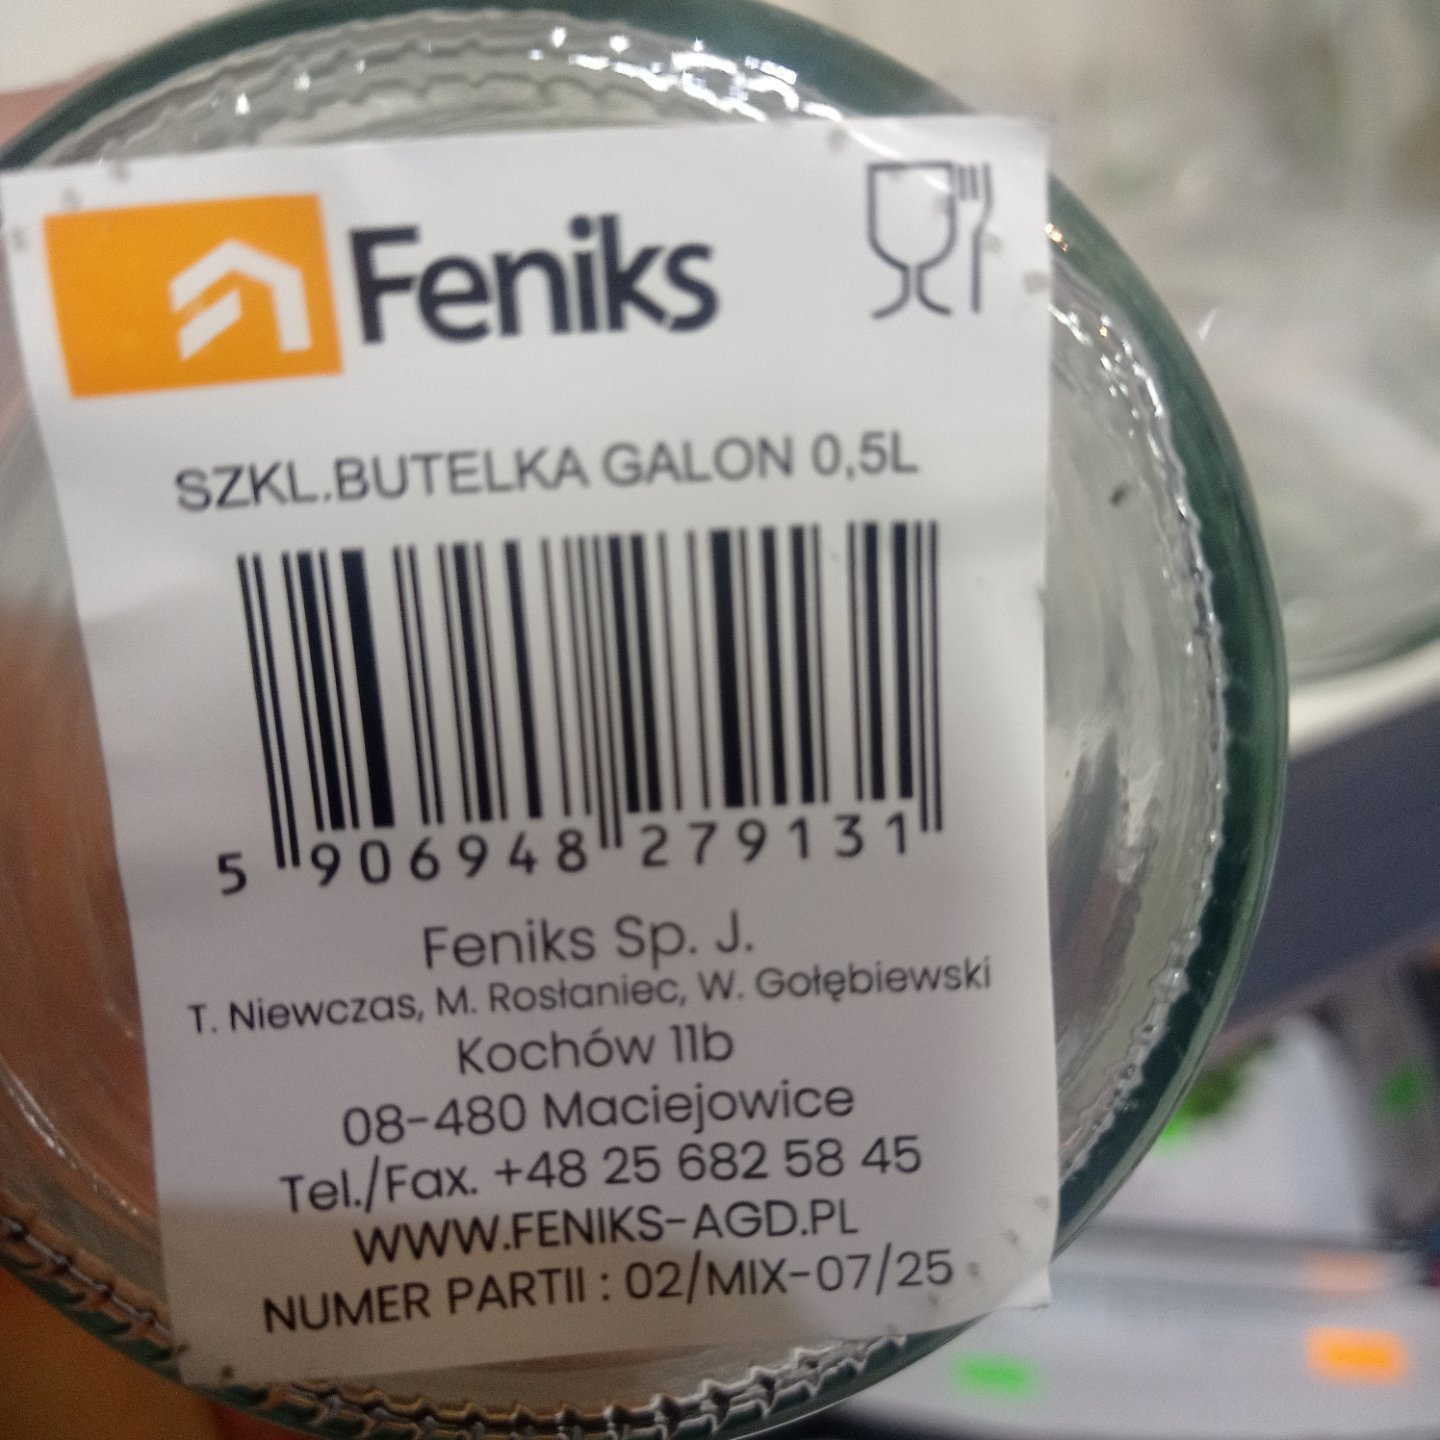 Feniks
SZKL.BUTELKA GALON 0,5L
5 906948 279131
Feniks Sp. J.
T. Niewczas, M. Rosłaniec, W. Gołębiewski
Kochów 11b
08-480 Maciejowice
Tel./Fax. +48 25 682 58 45
WWW.FENIKS-AGD.PL
NUMER PARTII : 02/MIX-07/25